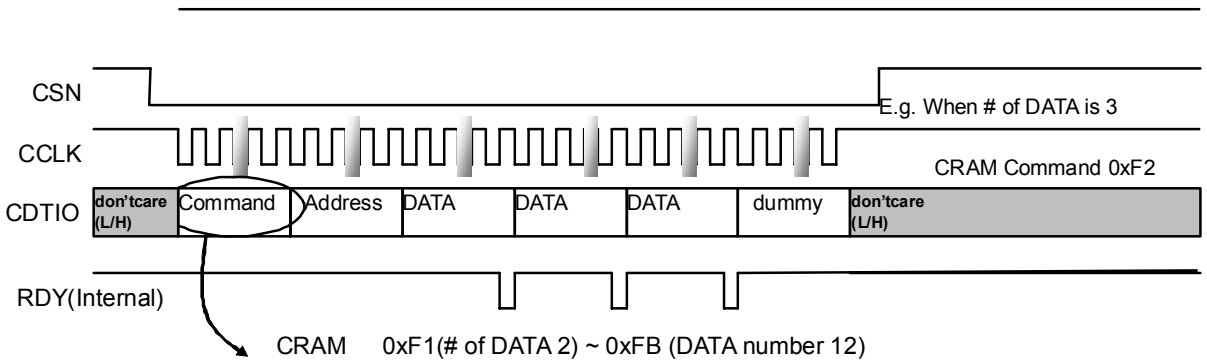 CSN
E.g. When # of DATA is 3
CCLK
CRAM Command 0xF2
CDTIO
don'tcare
(L/H)
Command
Address
DATA
DATA
DATA
dummy
don'tcare
(L/H)
RDY(Internal)
CRAM 0xF1(# of DATA 2) ~ 0xFB (DATA number 12)